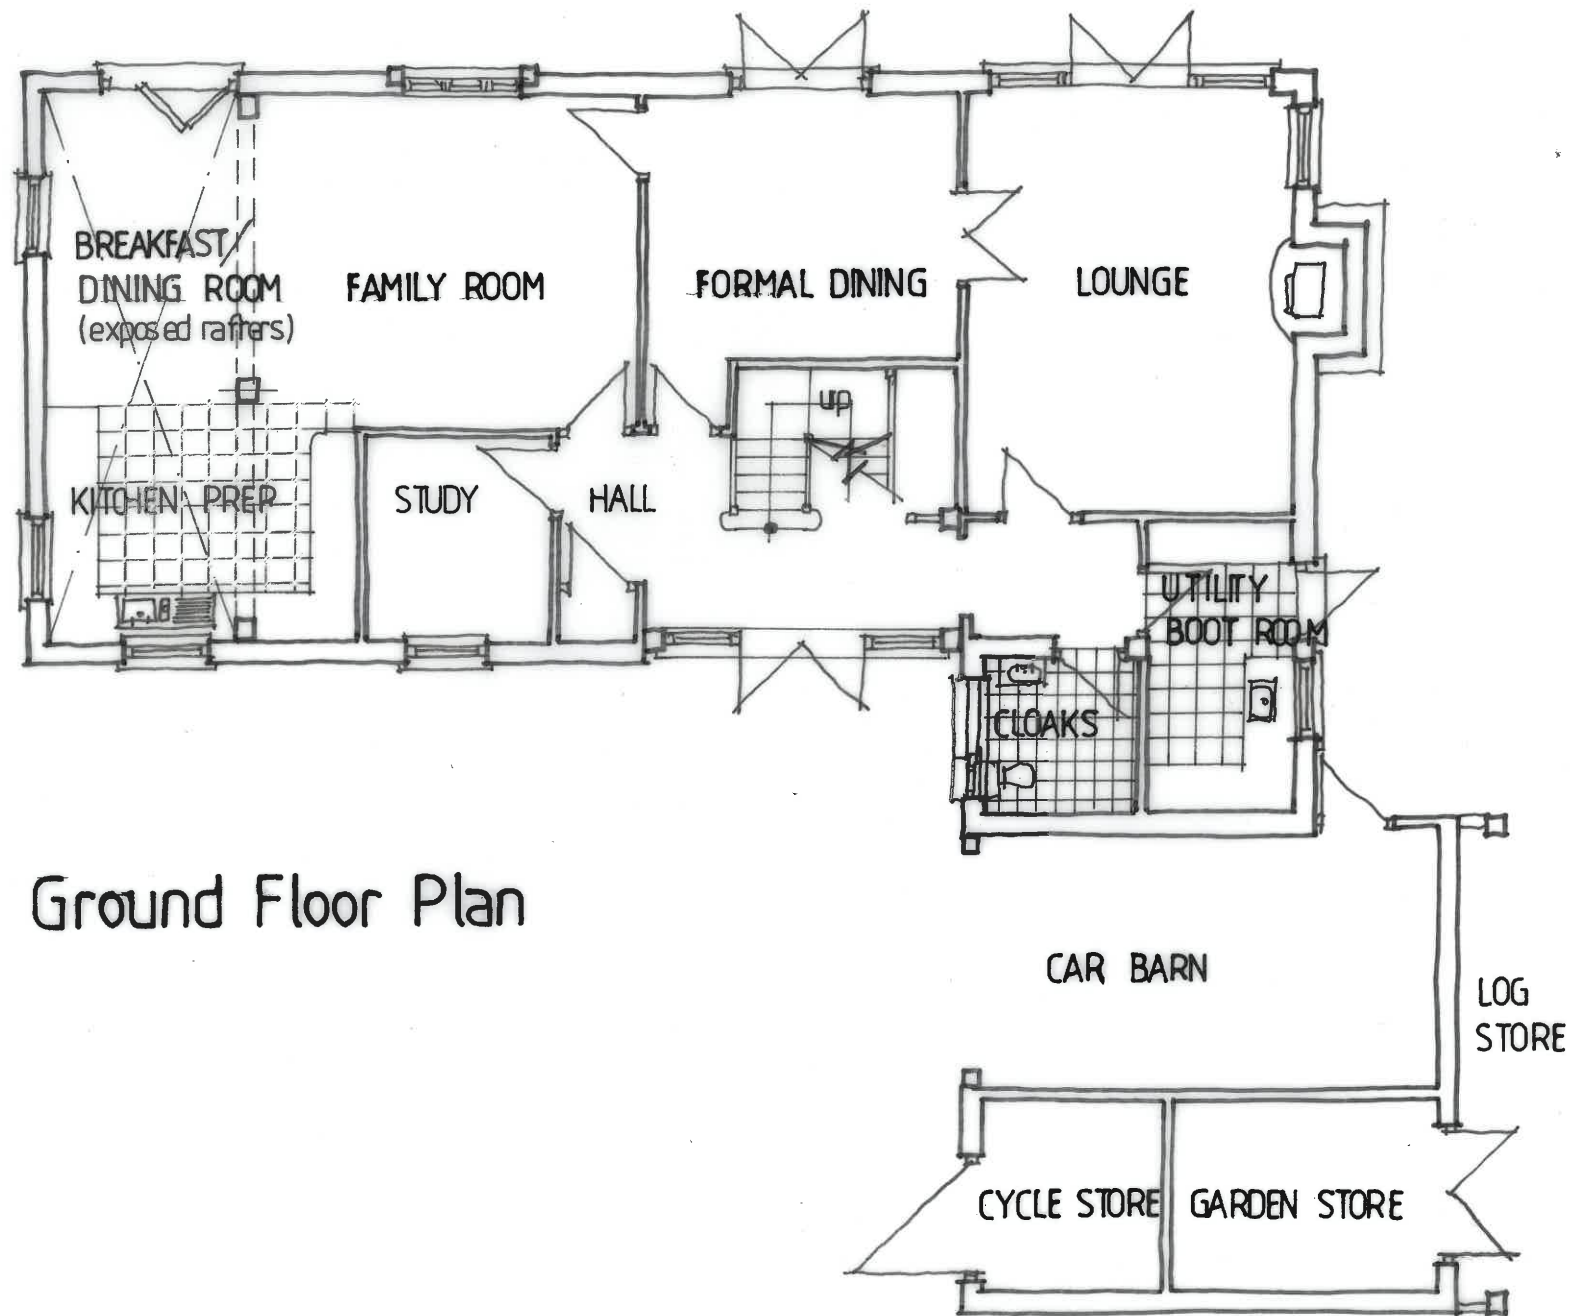 BREAKFAST/
DINING ROOM
(exposed rafters)
FAMILY ROOM
FORMAL DINING
LOUNGE
up
KITCHEN PREP
STUDY
HALL
UTILITY
BOOT ROOM
CLOAKS
Ground Floor Plan
CAR BARN
LOG
STORE
CYCLE STORE
GARDEN STORE